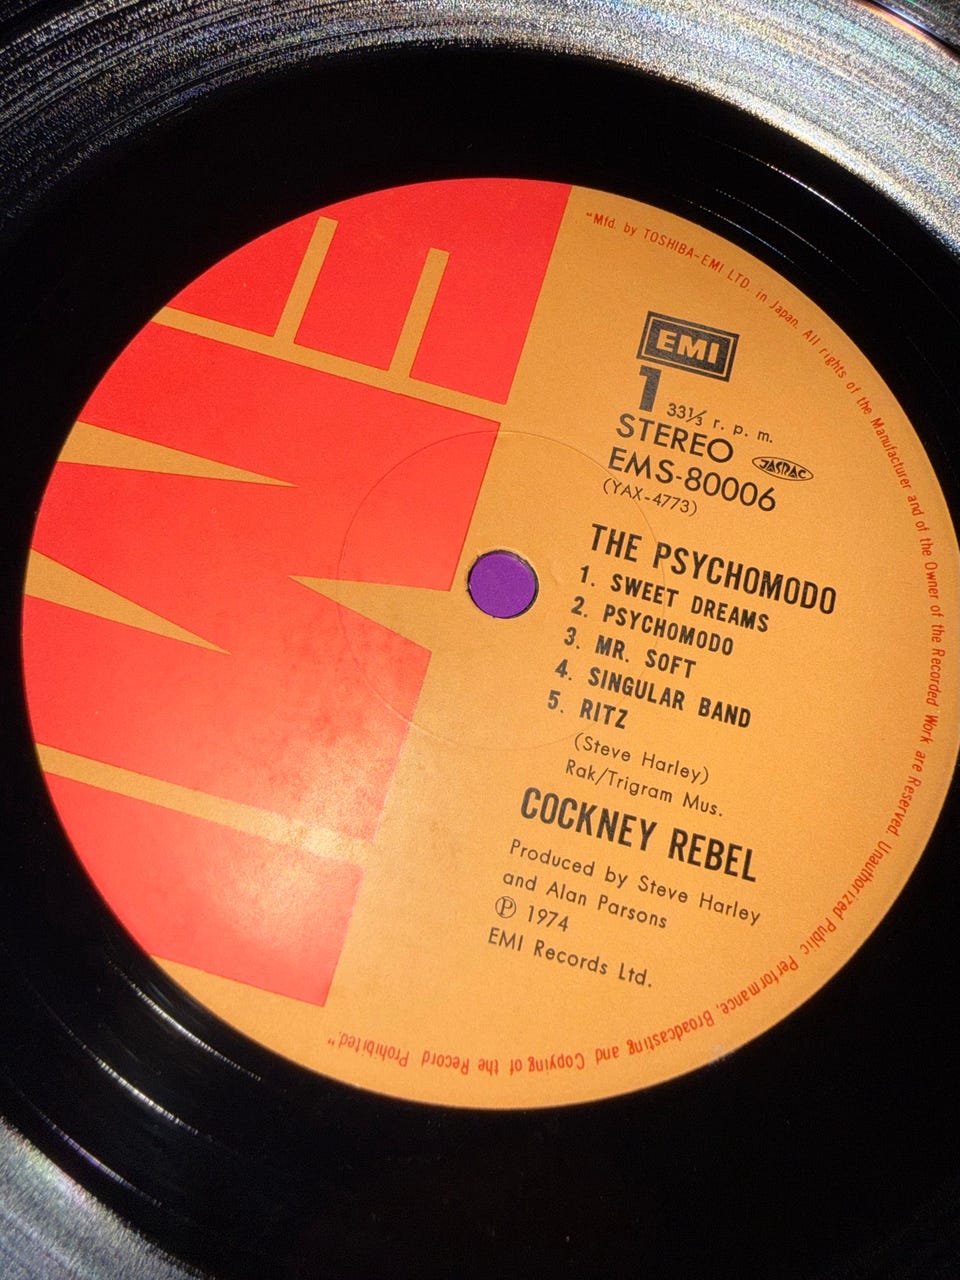 EMI
"Mfd. by TOSHIBA-EMI LTD. in Japan. All rights of the Manufacturer and of the Owner of the Recorded Work are Reserved. Unauthorized Public Performance, Broadcasting and Copying of the Record Prohibited."
EMI
1 33⅓ r. p. m.
STEREO JASRAC
EMS-80006
(YAX-4773)
THE PSYCHOMODO
1. SWEET DREAMS
2. PSYCHOMODO
3. MR. SOFT
4. SINGULAR BAND
5. RITZ
(Steve Harley)
Rak/Trigram Mus.
COCKNEY REBEL
Produced by Steve Harley
and Alan Parsons
Ⓟ 1974
EMI Records Ltd.